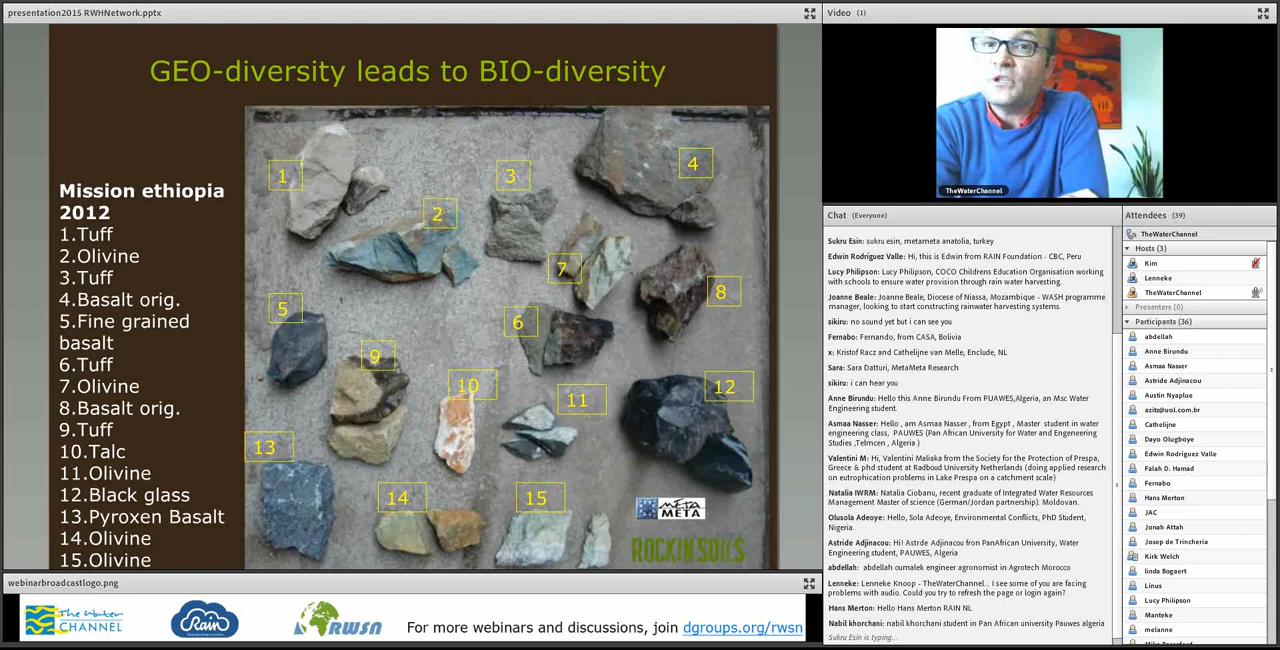 presentation2015 RWHNetwork.pptx
GEO-diversity leads to BIO-diversity
Mission ethiopia
2012
1.Tuff
2.Olivine
3.Tuff
4.Basalt orig.
5.Fine grained
basalt
6.Tuff
7.Olivine
8.Basalt orig.
9.Tuff
10.Talc
11.Olivine
12.Black glass
13.Pyroxen Basalt
14.Olivine
15.Olivine
1
2
3
4
5
6
7
8
9
10
11
12
13
14
15
META
META
ROCKIN SOILS
webinarbroadcastlogo.png
The Water
CHANNEL
Rain
RWSN
For more webinars and discussions, join dgroups.org/rwsn
Video (1)
TheWaterChannel
Chat (Everyone)
Sukru Esin: sukru esin, metameta anatolia, turkey
Edwin Rodríguez Valle: Hi, this is Edwin from RAIN Foundation - CBC, Peru
Lucy Philipson: Lucy Philipson, COCO Childrens Education Organisation working
with schools to ensure water provision through rain water harvesting.
Joanne Beale: Joanne Beale, Diocese of Niassa, Mozambique - WASH programme
manager, looking to start constructing rainwater harvesting systems.
sikiru: no sound yet but i can see you
Fernabo: Fernando, from CASA, Bolivia
x: Kristof Racz and Cathelijne van Melle, Enclude, NL
Sara: Sara Datturi, MetaMeta Research
sikiru: i can hear you
Anne Birundu: Hello this Anne Birundu From PUAWES,Algeria, an Msc Water
Engineering student.
Asmaa Nasser: Hello , am Asmaa Nasser , from Egypt , Master student in water
engineering class, PAUWES (Pan African University for Water and Engeneering
Studies ,Telmcen , Algeria )
Valentini M: Hi, Valentini Maliaka from the Society for the Protection of Prespa,
Greece & phd student at Radboud University Netherlands (doing applied research
on eutrophication problems in Lake Prespa on a catchment scale)
Natalia IWRM: Natalia Ciobanu, recent graduate of Integrated Water Resources
Management Master of science (German/Jordan partnership). Moldovan.
Olusola Adeoye: Hello, Sola Adeoye, Environmental Conflicts, PhD Student,
Nigeria.
Astride Adjinacou: Hi! Astrde Adjinacou fron PanAfrican University, Water
Engineering student, PAUWES, Algeria
abdellah: abdellah oumalek engineer agronomist in Agrotech Morocco
Lenneke: Lenneke Knoop - TheWaterChannel... I see some of you are facing
problems with audio. Could you try to refresh the page or login again?
Hans Merton: Hello Hans Merton RAIN NL
Nabil khorchani: nabil khorchani student in Pan African university Pauwes algeria
Sukru Esin is typing...
Attendees (39)
TheWaterChannel
Hosts (3)
Kim
Lenneke
TheWaterChannel
Presenters (0)
Participants (36)
abdellah
Anne Birundu
Asmaa Nasser
Astride Adjinacou
Austin Nyaplue
azitz@uol.com.br
Cathelijne
Dayo Olugboye
Edwin Rodríguez Valle
Falah D. Hamad
Fernabo
Hans Merton
JAC
Jonah Attah
Josep de Trincheria
Kirk Welch
linda Bogaert
Linus
Lucy Philipson
Manteke
melanne